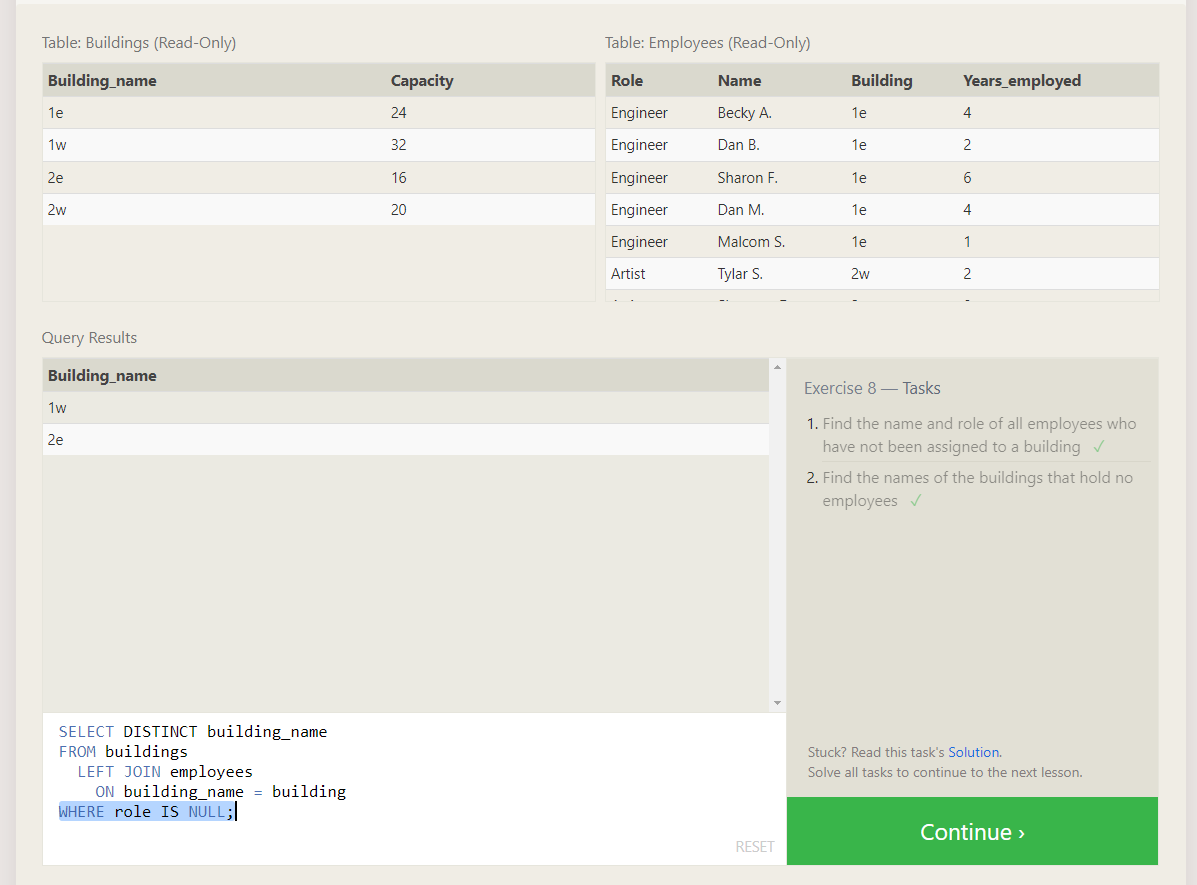 Table: Buildings (Read-Only)
Building_name Capacity
1e 24
1w 32
2e 16
2w 20
Table: Employees (Read-Only)
Role Name Building Years_employed
Engineer Becky A. 1e 4
Engineer Dan B. 1e 2
Engineer Sharon F. 1e 6
Engineer Dan M. 1e 4
Engineer Malcom S. 1e 1
Artist Tylar S. 2w 2
Query Results
Building_name
1w
2e
Exercise 8 — Tasks
1. Find the name and role of all employees who
have not been assigned to a building ✓
2. Find the names of the buildings that hold no
employees ✓
SELECT DISTINCT building_name
FROM buildings
  LEFT JOIN employees
    ON building_name = building
WHERE role IS NULL;
RESET
Stuck? Read this task's Solution.
Solve all tasks to continue to the next lesson.
Continue ›